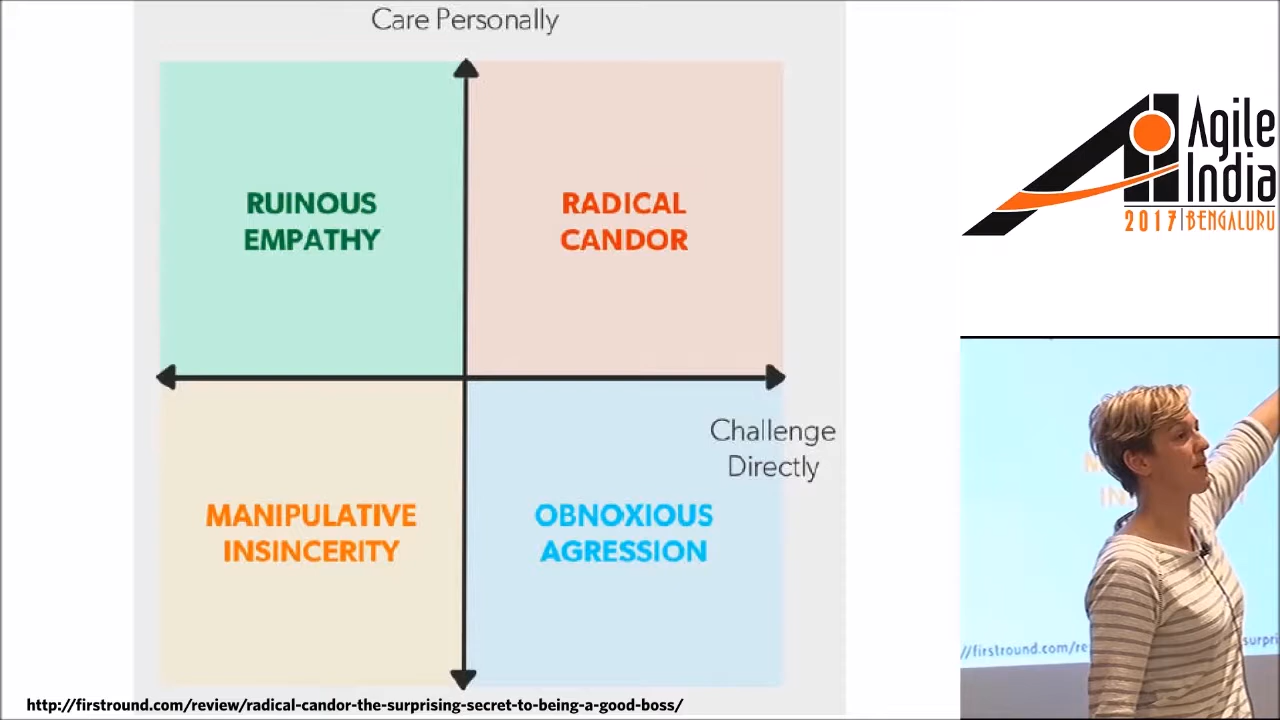 Care Personally
RUINOUS
EMPATHY
RADICAL
CANDOR
Challenge
Directly
MANIPULATIVE
INSINCERITY
OBNOXIOUS
AGRESSION
http://firstround.com/review/radical-candor-the-surprising-secret-to-being-a-good-boss/
Agile
India
2017 | BENGALURU
//firstround.com/re
surpri